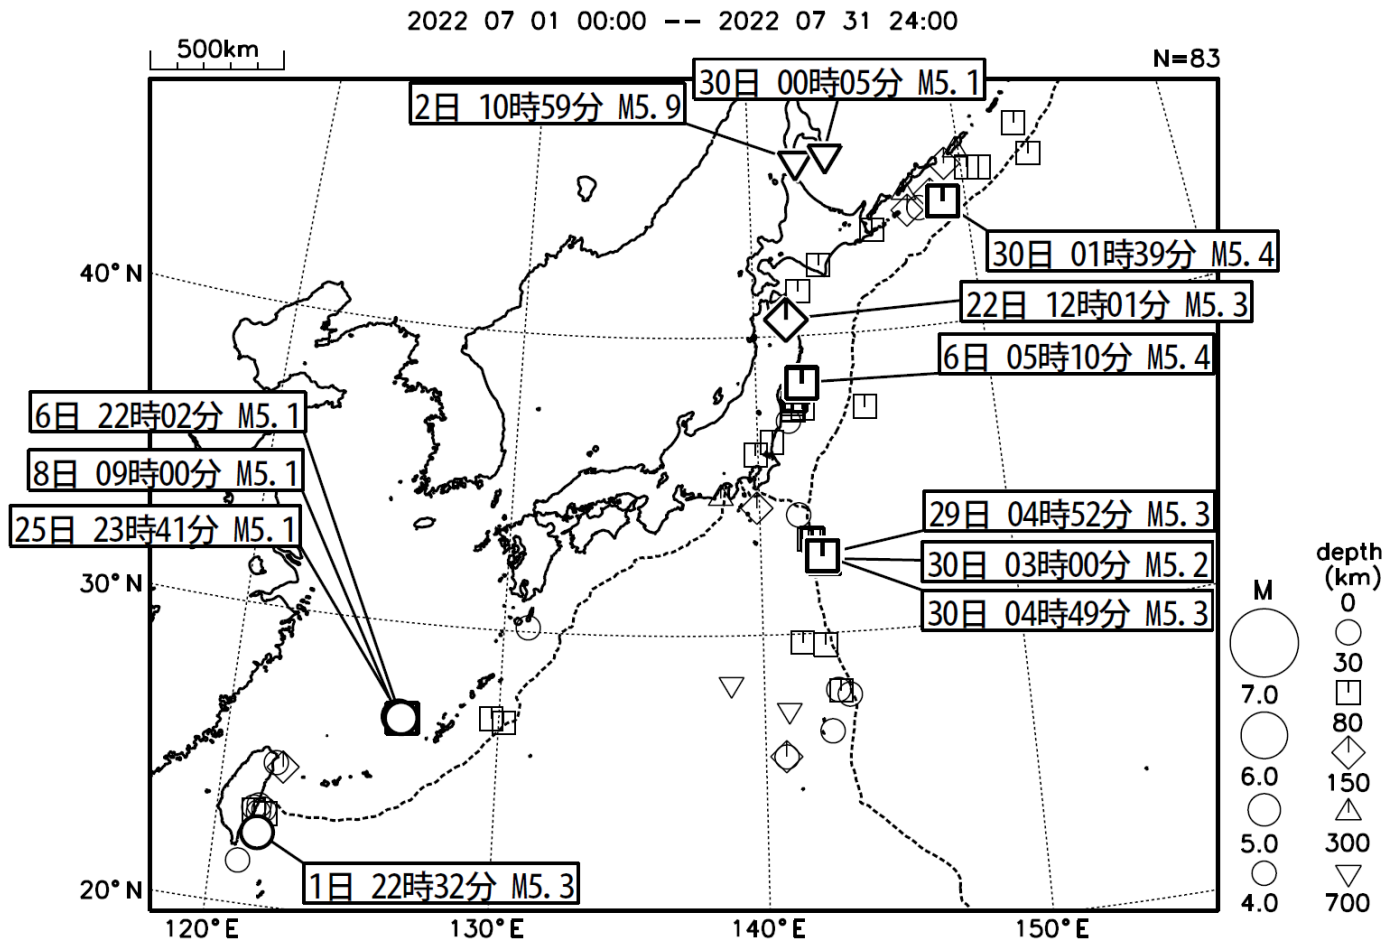 2022 07 01 00:00 -- 2022 07 31 24:00
500km
N=83
30日 00時05分 M5.1
2日 10時59分 M5.9
30日 01時39分 M5.4
40°N
22日 12時01分 M5.3
6日 05時10分 M5.4
6日 22時02分 M5.1
8日 09時00分 M5.1
25日 23時41分 M5.1
29日 04時52分 M5.3
30日 03時00分 M5.2
30日 04時49分 M5.3
30°N
1日 22時32分 M5.3
20°N
120°E
130°E
140°E
150°E
M
7.0
6.0
5.0
4.0
depth
(km)
0
30
80
150
300
700